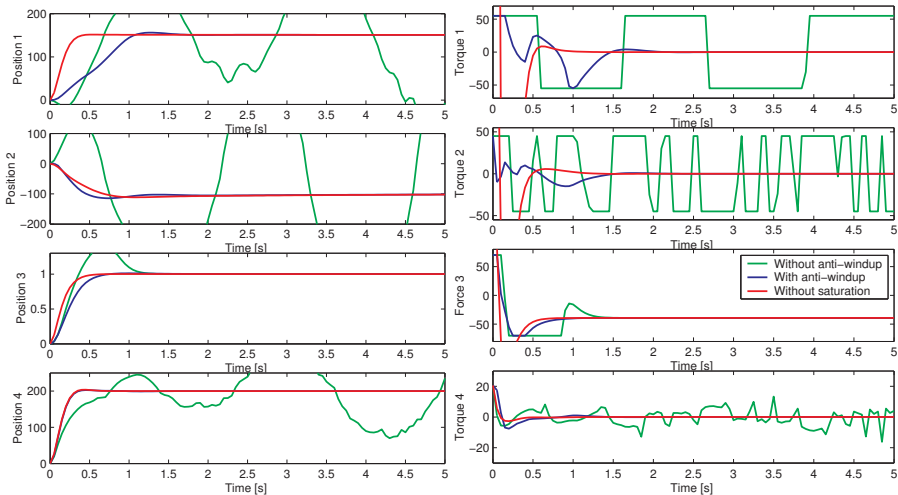 200
100
0
Position 1
0 0.5 1 1.5 2 2.5 3 3.5 4 4.5 5
Time [s]
50
0
−50
Torque 1
0 0.5 1 1.5 2 2.5 3 3.5 4 4.5 5
Time [s]
100
0
−100
−200
Position 2
0 0.5 1 1.5 2 2.5 3 3.5 4 4.5 5
Time [s]
50
0
−50
Torque 2
0 0.5 1 1.5 2 2.5 3 3.5 4 4.5 5
Time [s]
1
0.5
0
Position 3
0 0.5 1 1.5 2 2.5 3 3.5 4 4.5 5
Time [s]
50
0
−50
Force 3
Without anti−windup
With anti−windup
Without saturation
0 0.5 1 1.5 2 2.5 3 3.5 4 4.5 5
Time [s]
200
100
0
Position 4
0 0.5 1 1.5 2 2.5 3 3.5 4 4.5 5
Time [s]
20
0
−20
Torque 4
0 0.5 1 1.5 2 2.5 3 3.5 4 4.5 5
Time [s]